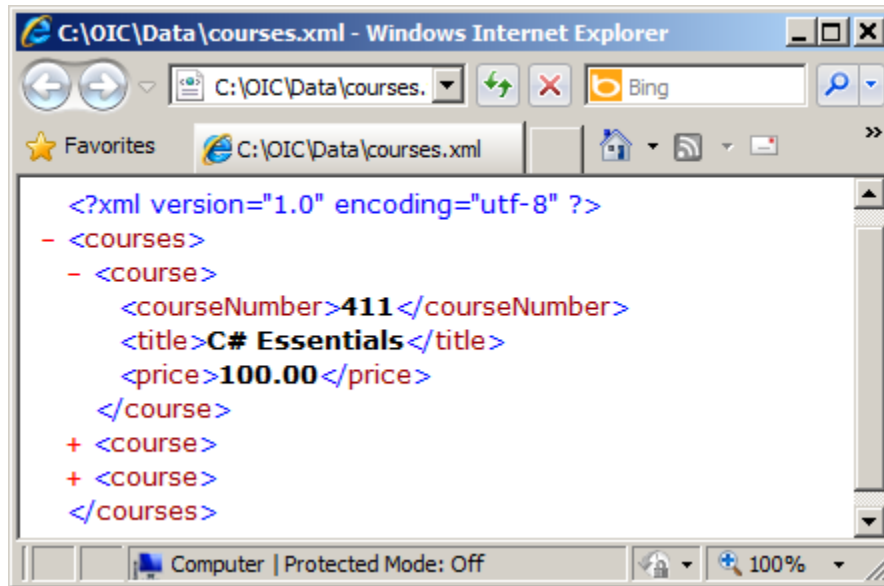 C:\OIC\Data\courses.xml - Windows Internet Explorer
C:\OIC\Data\courses. Bing
Favorites C:\OIC\Data\courses.xml »
<?xml version="1.0" encoding="utf-8" ?>
- <courses>
- <course>
<courseNumber>411</courseNumber>
<title>C# Essentials</title>
<price>100.00</price>
</course>
+ <course>
+ <course>
</courses>
Computer | Protected Mode: Off 100%